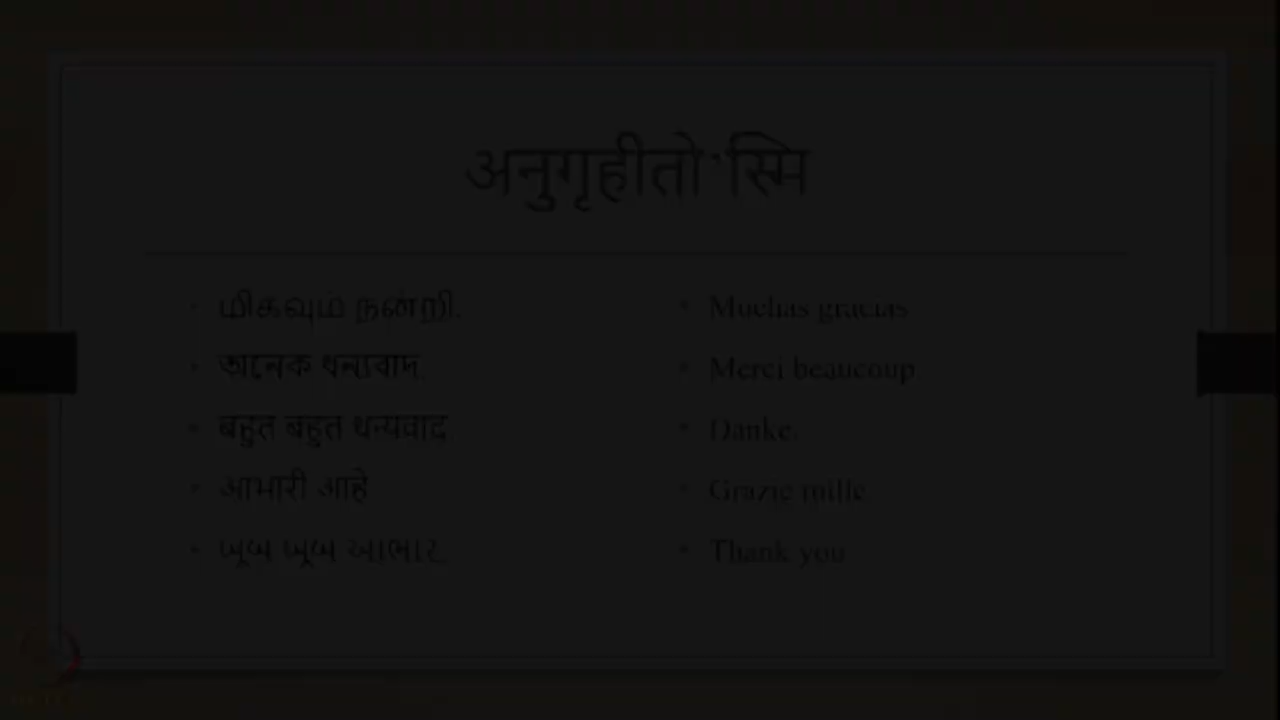 अनुगृहीतो'स्मि
மிகவும் நன்றி.
অনেক ধন্যবাদ.
बहुत बहुत धन्यवाद
आभारी आहे
ખૂબ ખૂબ આભાર.
Muchas gracias
Merci beaucoup
Danke.
Grazie mille
Thank you